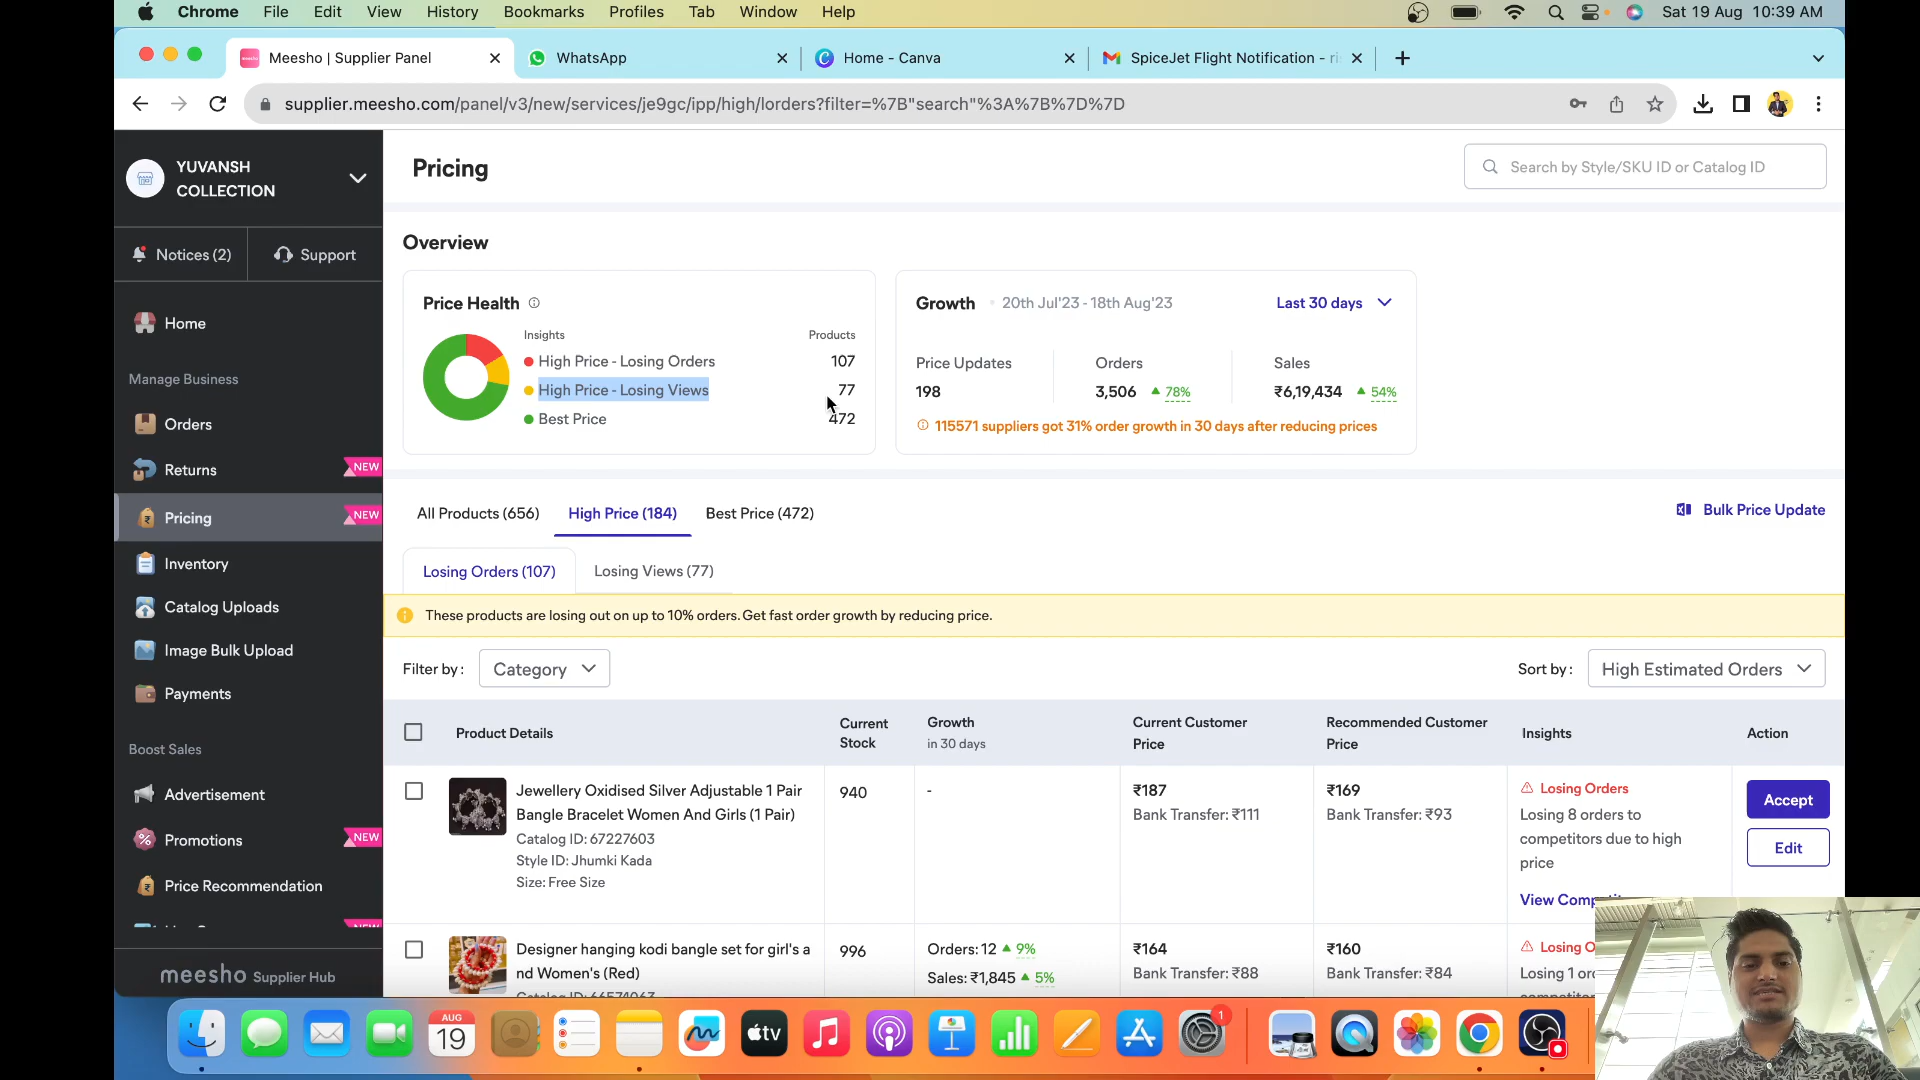 Chrome File Edit View History Bookmarks Profiles Tab Window Help
Sat 19 Aug 10:39 AM
Meesho | Supplier Panel
WhatsApp
Home - Canva
SpiceJet Flight Notification - ri
supplier.meesho.com/panel/v3/new/services/je9gc/ipp/high/lorders?filter=%7B"search"%3A%7B%7D%7D
YUVANSH
COLLECTION
Notices (2)
Support
Home
Manage Business
Orders
Returns
NEW
Pricing
NEW
Inventory
Catalog Uploads
Image Bulk Upload
Payments
Boost Sales
Advertisement
Promotions
NEW
Price Recommendation
meesho Supplier Hub
Pricing
Search by Style/SKU ID or Catalog ID
Overview
Price Health
Insights
Products
High Price - Losing Orders 107
High Price - Losing Views 77
Best Price 472
Growth
20th Jul'23 - 18th Aug'23
Last 30 days
Price Updates
198
Orders
3,506 78%
Sales
₹6,19,434 54%
115571 suppliers got 31% order growth in 30 days after reducing prices
All Products (656)
High Price (184)
Best Price (472)
Bulk Price Update
Losing Orders (107)
Losing Views (77)
These products are losing out on up to 10% orders. Get fast order growth by reducing price.
Filter by :
Category
Sort by :
High Estimated Orders
Product Details
Current
Stock
Growth
in 30 days
Current Customer
Price
Recommended Customer
Price
Insights
Action
Jewellery Oxidised Silver Adjustable 1 Pair
Bangle Bracelet Women And Girls (1 Pair)
Catalog ID: 67227603
Style ID: Jhumki Kada
Size: Free Size
940
-
₹187
Bank Transfer: ₹111
₹169
Bank Transfer: ₹93
Losing Orders
Losing 8 orders to
competitors due to high
price
View
Accept
Edit
Designer hanging kodi bangle set for girl's a
nd Women's (Red)
996
Orders: 12 9%
Sales: ₹1,845 5%
₹164
Bank Transfer: ₹88
₹160
Bank Transfer: ₹84
Losing
Losing 1
AUG
19
tv
1